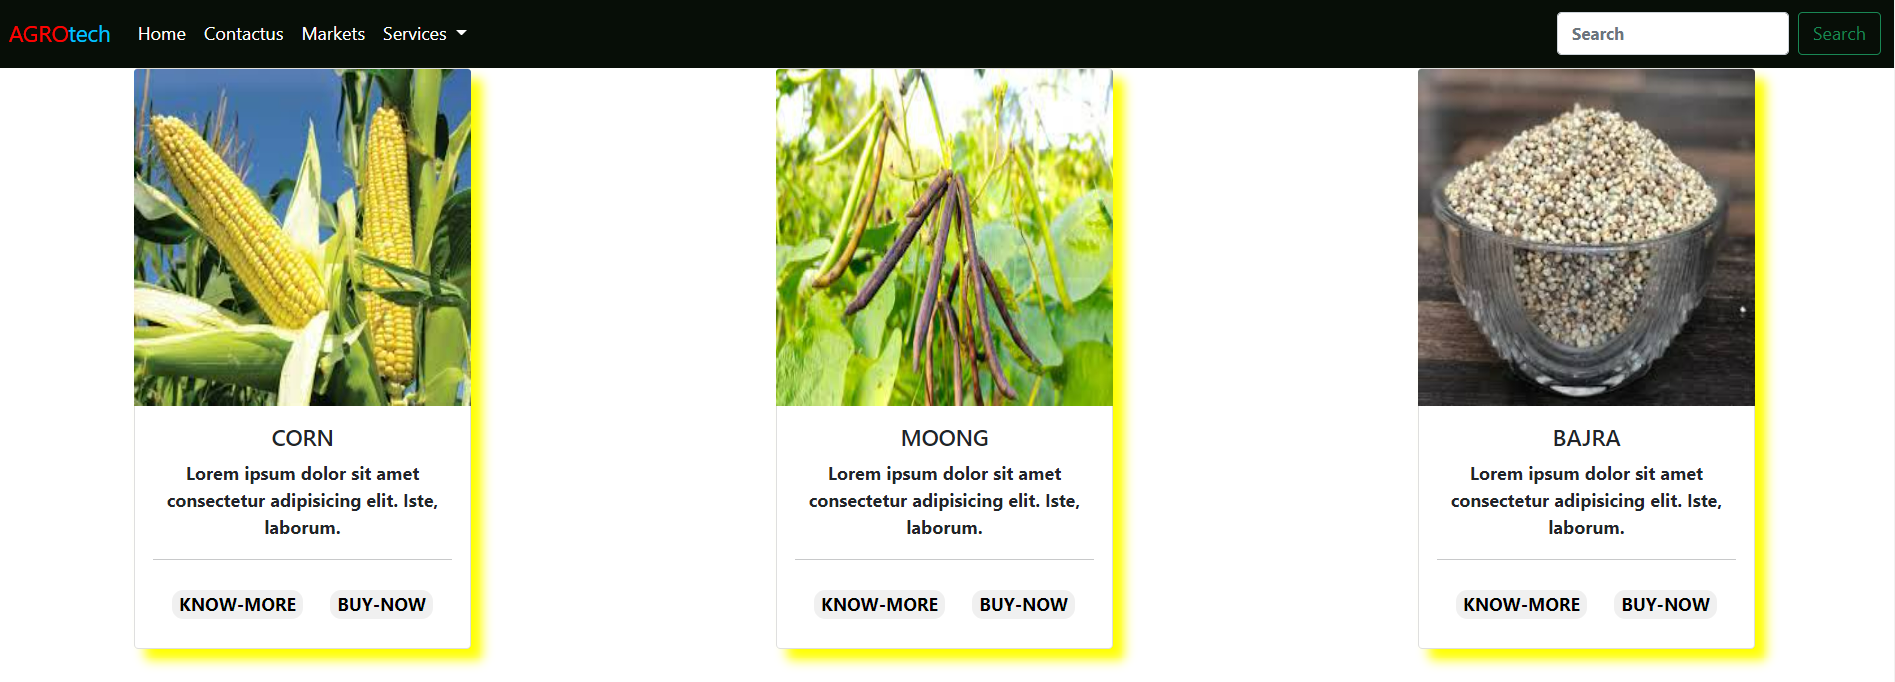 AGROtech Home Contactus Markets Services Search Search
CORN
Lorem ipsum dolor sit amet
consectetur adipisicing elit. Iste,
laborum.
KNOW-MORE BUY-NOW
MOONG
Lorem ipsum dolor sit amet
consectetur adipisicing elit. Iste,
laborum.
KNOW-MORE BUY-NOW
BAJRA
Lorem ipsum dolor sit amet
consectetur adipisicing elit. Iste,
laborum.
KNOW-MORE BUY-NOW